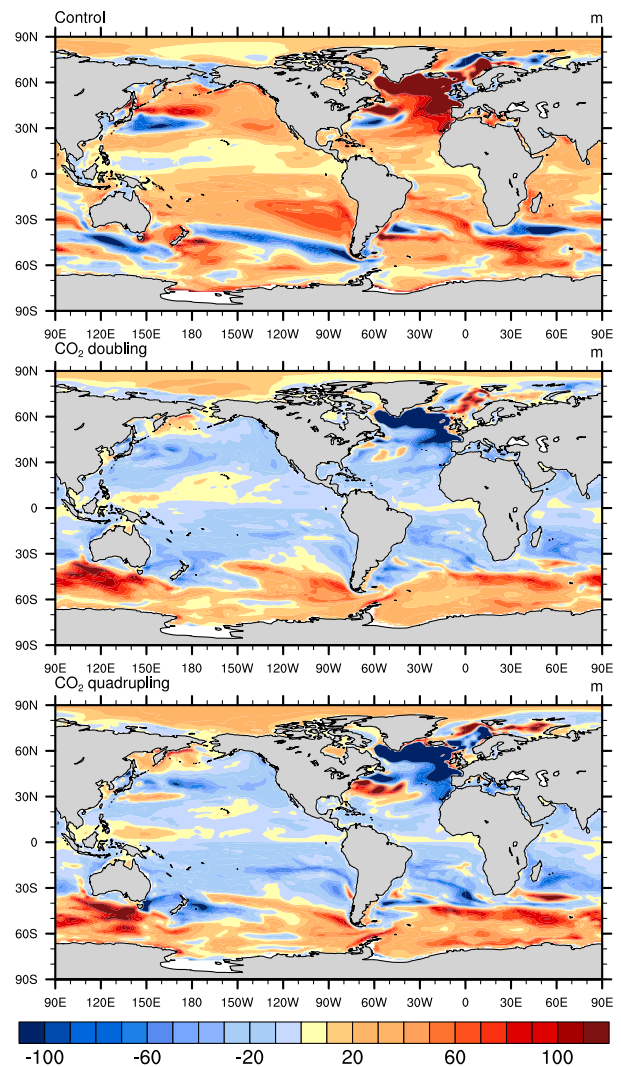 Control m
90N
60N
30N
0
30S
60S
90S
90E 120E 150E 180 150W 120W 90W 60W 30W 0 30E 60E 90E
CO2 doubling m
90N
60N
30N
0
30S
60S
90S
90E 120E 150E 180 150W 120W 90W 60W 30W 0 30E 60E 90E
CO2 quadrupling m
90N
60N
30N
0
30S
60S
90S
90E 120E 150E 180 150W 120W 90W 60W 30W 0 30E 60E 90E
-100 -60 -20 20 60 100